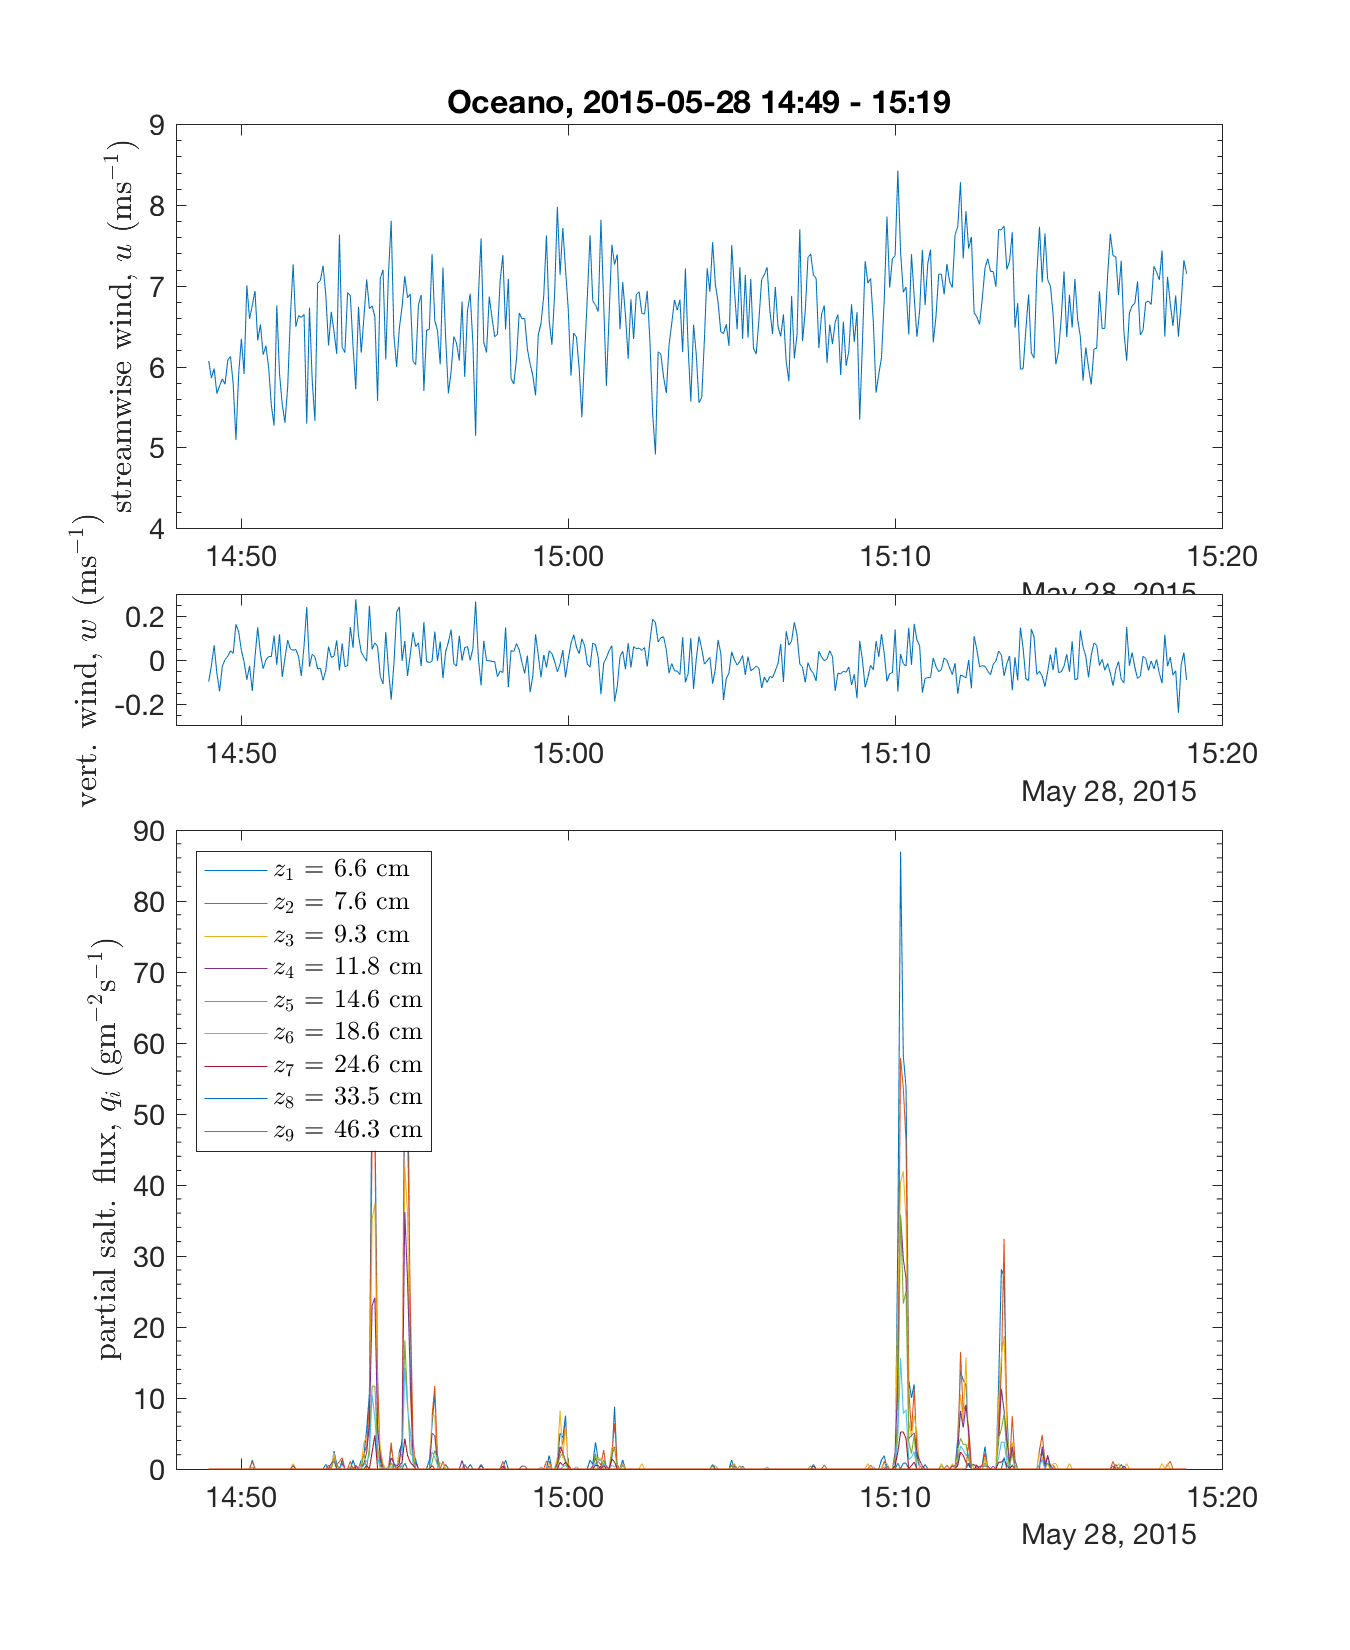 Oceano, 2015-05-28 14:49 - 15:19
streamwise wind, u (ms⁻¹)
9
8
7
6
5
4
14:50 15:00 15:10 15:20
May 28, 2015
vert. wind, w (ms⁻¹)
0.2
0
-0.2
14:50 15:00 15:10 15:20
May 28, 2015
partial salt. flux, qᵢ (gm⁻²s⁻¹)
90
80
70
60
50
40
30
20
10
0
z₁ = 6.6 cm
z₂ = 7.6 cm
z₃ = 9.3 cm
z₄ = 11.8 cm
z₅ = 14.6 cm
z₆ = 18.6 cm
z₇ = 24.6 cm
z₈ = 33.5 cm
z₉ = 46.3 cm
14:50 15:00 15:10 15:20
May 28, 2015